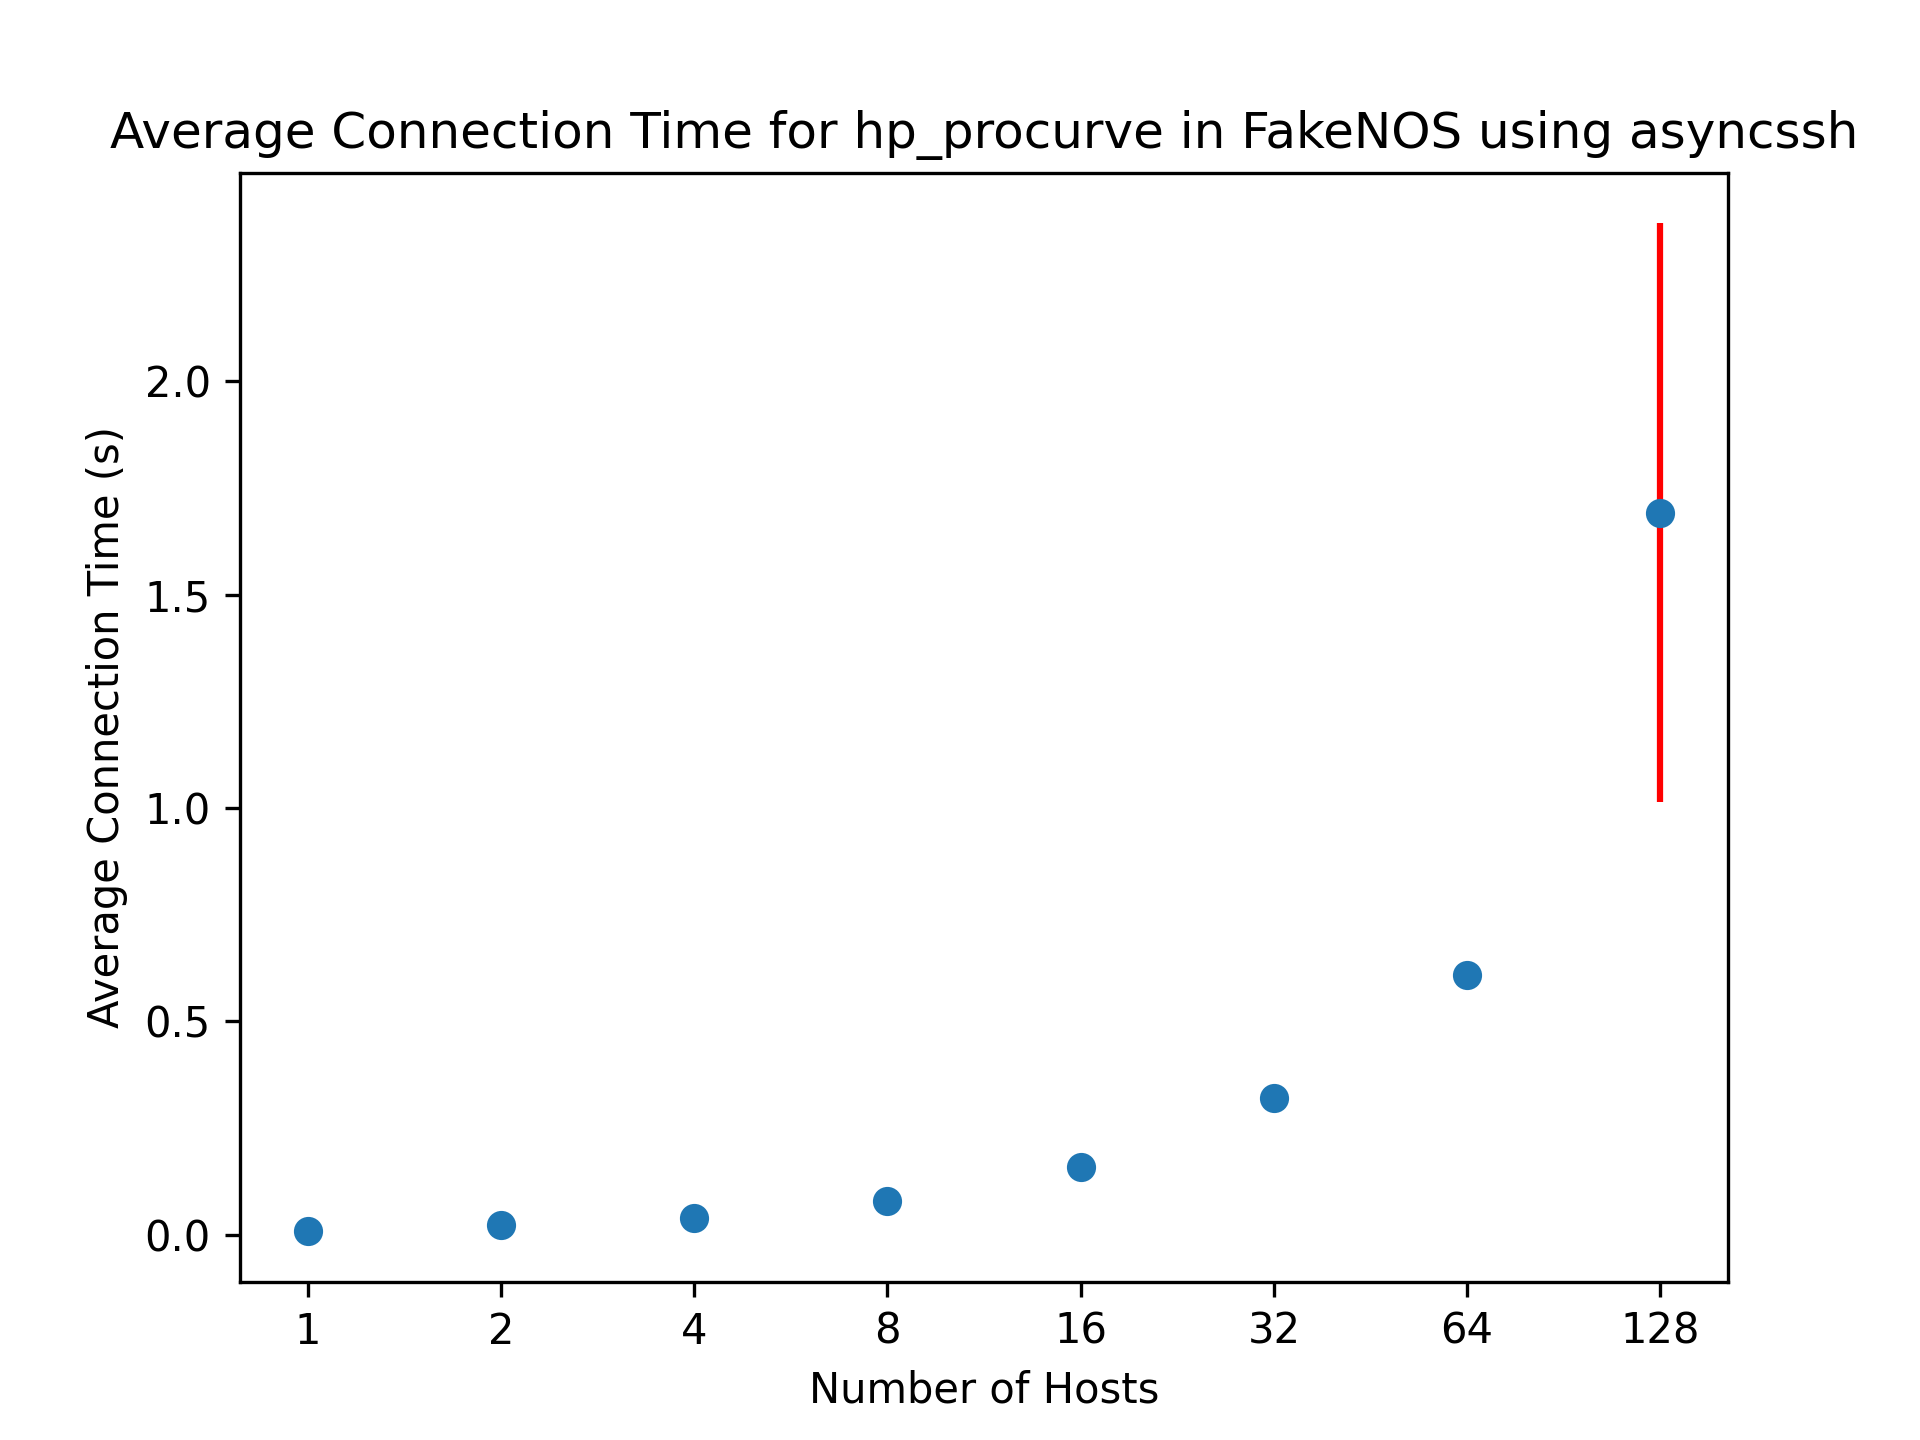 Average Connection Time for hp_procurve in FakeNOS using asyncssh
Average Connection Time (s)
2.0
1.5
1.0
0.5
0.0
1 2 4 8 16 32 64 128
Number of Hosts